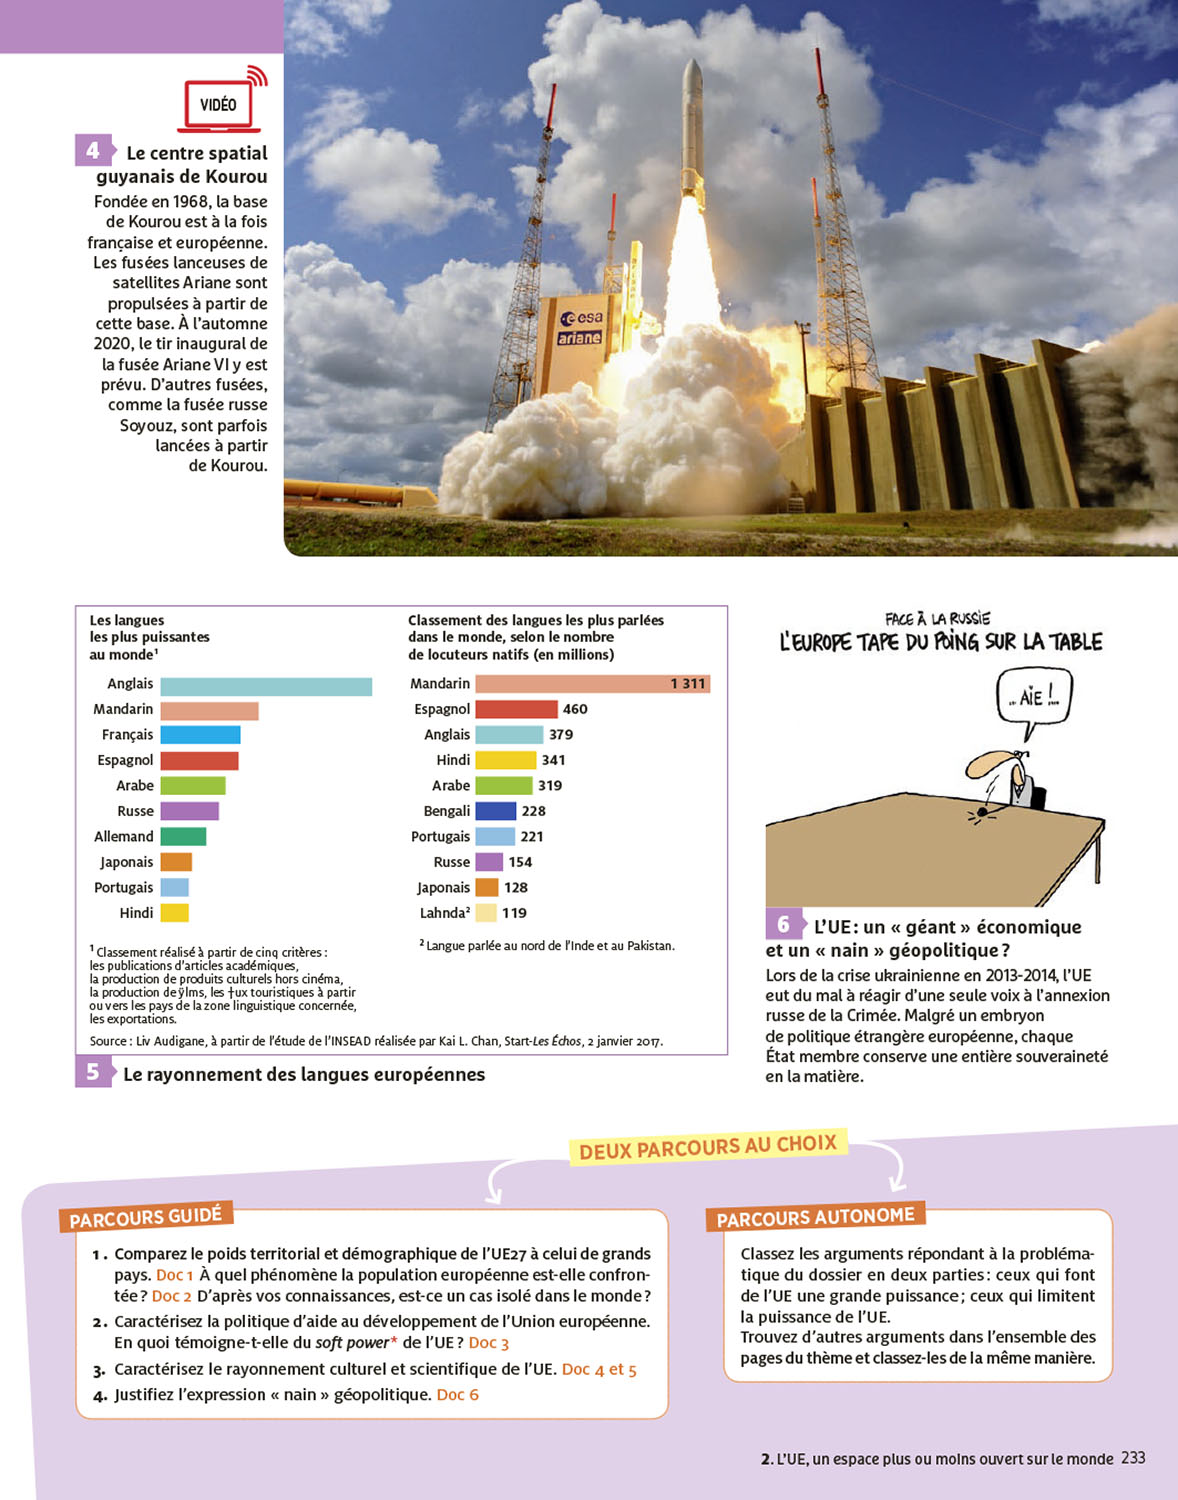 VIDÉO
4 Le centre spatial
guyanais de Kourou
Fondée en 1968, la base
de Kourou est à la fois
française et européenne.
Les fusées lanceuses de
satellites Ariane sont
propulsées à partir de
cette base. À l'automne
2020, le tir inaugural de
la fusée Ariane VI y est
prévu. D'autres fusées,
comme la fusée russe
Soyouz, sont parfois
lancées à partir
de Kourou.
esa
ariane
Les langues
les plus puissantes
au monde¹
Anglais
Mandarin
Français
Espagnol
Arabe
Russe
Allemand
Japonais
Portugais
Hindi
¹ Classement réalisé à partir de cinq critères :
les publications d'articles académiques,
la production de produits culturels hors cinéma,
la production de ÿlms, les †ux touristiques à partir
ou vers les pays de la zone linguistique concernée,
les exportations.
Classement des langues les plus parlées
dans le monde, selon le nombre
de locuteurs natifs (en millions)
Mandarin 1 311
Espagnol 460
Anglais 379
Hindi 341
Arabe 319
Bengali 228
Portugais 221
Russe 154
Japonais 128
Lahnda² 119
² Langue parlée au nord de l'Inde et au Pakistan.
Source : Liv Audigane, à partir de l'étude de l'INSEAD réalisée par Kai L. Chan, Start-Les Échos, 2 janvier 2017.
5 Le rayonnement des langues européennes
FACE À LA RUSSIE
L'EUROPE TAPE DU POING SUR LA TABLE
... AÏE !...
6 L'UE : un « géant » économique
et un « nain » géopolitique ?
Lors de la crise ukrainienne en 2013-2014, l'UE
eut du mal à réagir d'une seule voix à l'annexion
russe de la Crimée. Malgré un embryon
de politique étrangère européenne, chaque
État membre conserve une entière souveraineté
en la matière.
DEUX PARCOURS AU CHOIX
PARCOURS GUIDÉ
1. Comparez le poids territorial et démographique de l'UE27 à celui de grands
pays. Doc 1 À quel phénomène la population européenne est-elle confron-
tée ? Doc 2 D'après vos connaissances, est-ce un cas isolé dans le monde ?
2. Caractérisez la politique d'aide au développement de l'Union européenne.
En quoi témoigne-t-elle du soft power* de l'UE ? Doc 3
3. Caractérisez le rayonnement culturel et scientifique de l'UE. Doc 4 et 5
4. Justifiez l'expression « nain » géopolitique. Doc 6
PARCOURS AUTONOME
Classez les arguments répondant à la probléma-
tique du dossier en deux parties : ceux qui font
de l'UE une grande puissance ; ceux qui limitent
la puissance de l'UE.
Trouvez d'autres arguments dans l'ensemble des
pages du thème et classez-les de la même manière.
2. L'UE, un espace plus ou moins ouvert sur le monde 233